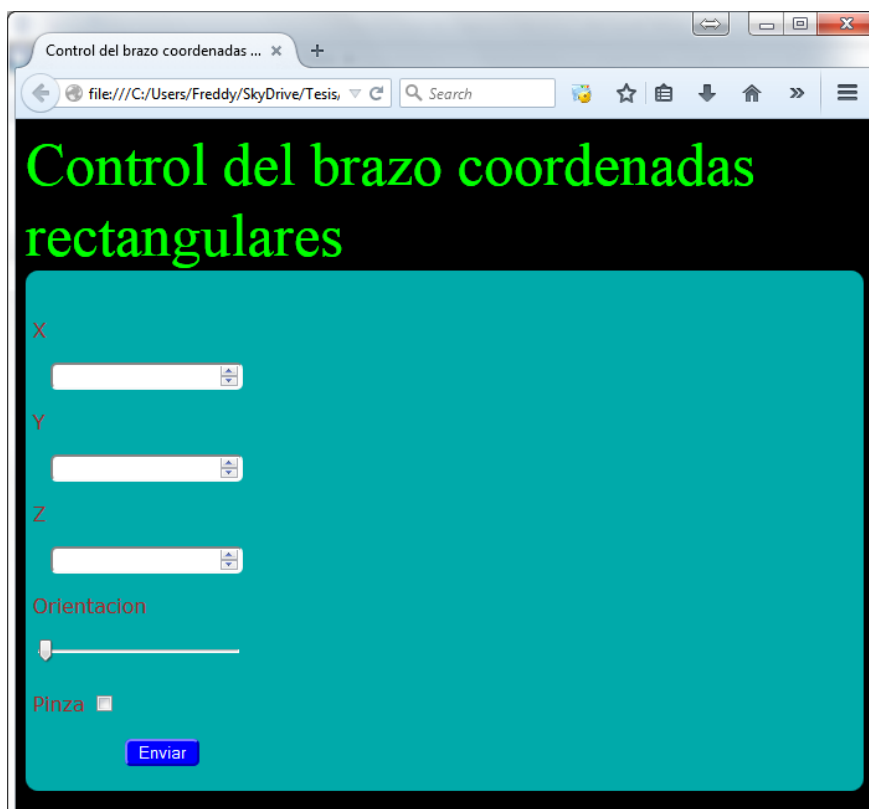 Control del brazo coordenadas ...
file:///C:/Users/Freddy/SkyDrive/Tesis/
Search
Control del brazo coordenadas
rectangulares
X
Y
Z
Orientacion
Pinza
Enviar